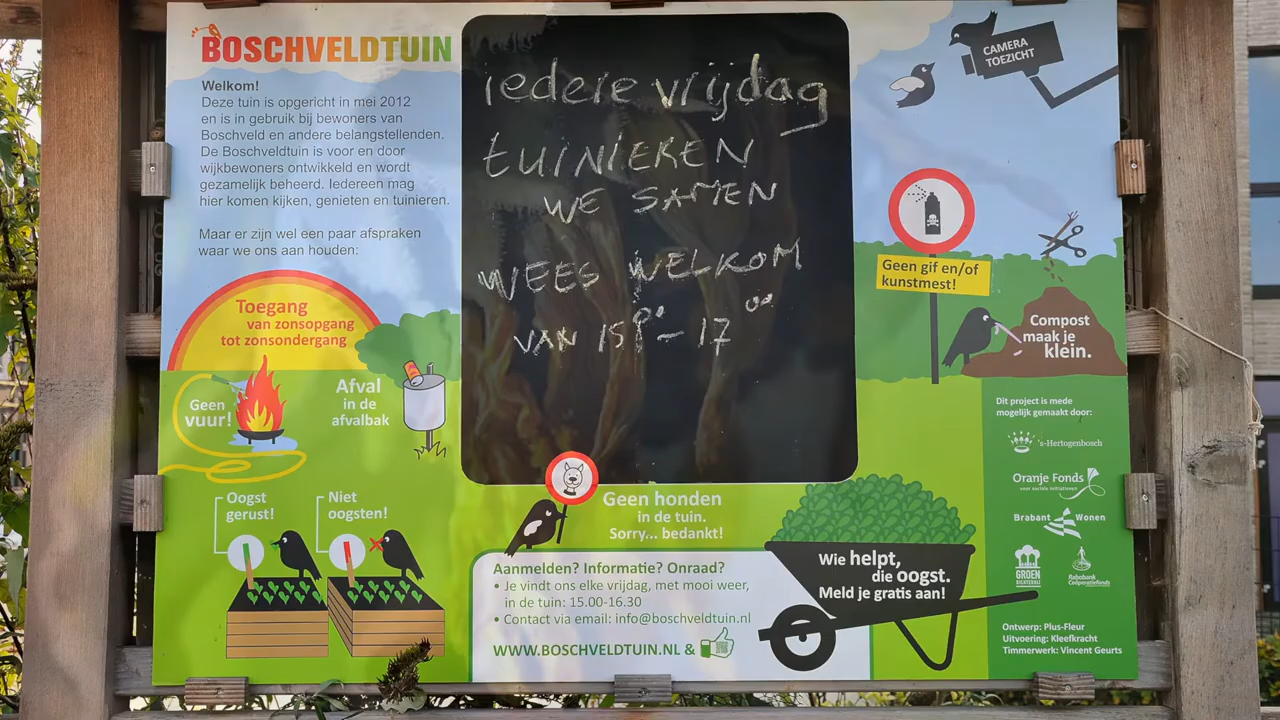 BOSCHVELDTUIN
Welkom!
Deze tuin is opgericht in mei 2012
en is in gebruik bij bewoners van
Boschveld en andere belangstellenden.
De Boschveldtuin is voor en door
wijkbewoners ontwikkeld en wordt
gezamelijk beheerd. Iedereen mag
hier komen kijken, genieten en tuinieren.
Maar er zijn wel een paar afspraken
waar we ons aan houden:
Toegang
van zonsopgang
tot zonsondergang
Geen
vuur!
Afval
in de
afvalbak
Oogst
gerust!
Niet
oogsten!
iedere vrijdag
TUINIEREN
WE SAMEN
WEES WELKOM
VAN 15 - 17 00
Geen honden
in de tuin.
Sorry... bedankt!
Aanmelden? Informatie? Onraad?
• Je vindt ons elke vrijdag, met mooi weer,
in de tuin: 15.00-16.30
• Contact via email: info@boschveldtuin.nl
WWW.BOSCHVELDTUIN.NL &
CAMERA
TOEZICHT
Geen gif en/of
kunstmest!
Compost
maak je
klein.
Wie helpt,
die oogst.
Meld je gratis aan!
Dit project is mede
mogelijk gemaakt door:
's-Hertogenbosch
Oranje Fonds
voor sociale initiatieven
Brabant Wonen
GROEN
DICHTERBIJ
Rabobank
Coöperatiefonds
Ontwerp: Plus-Fleur
Uitvoering: Kleefkracht
Timmerwerk: Vincent Geurts